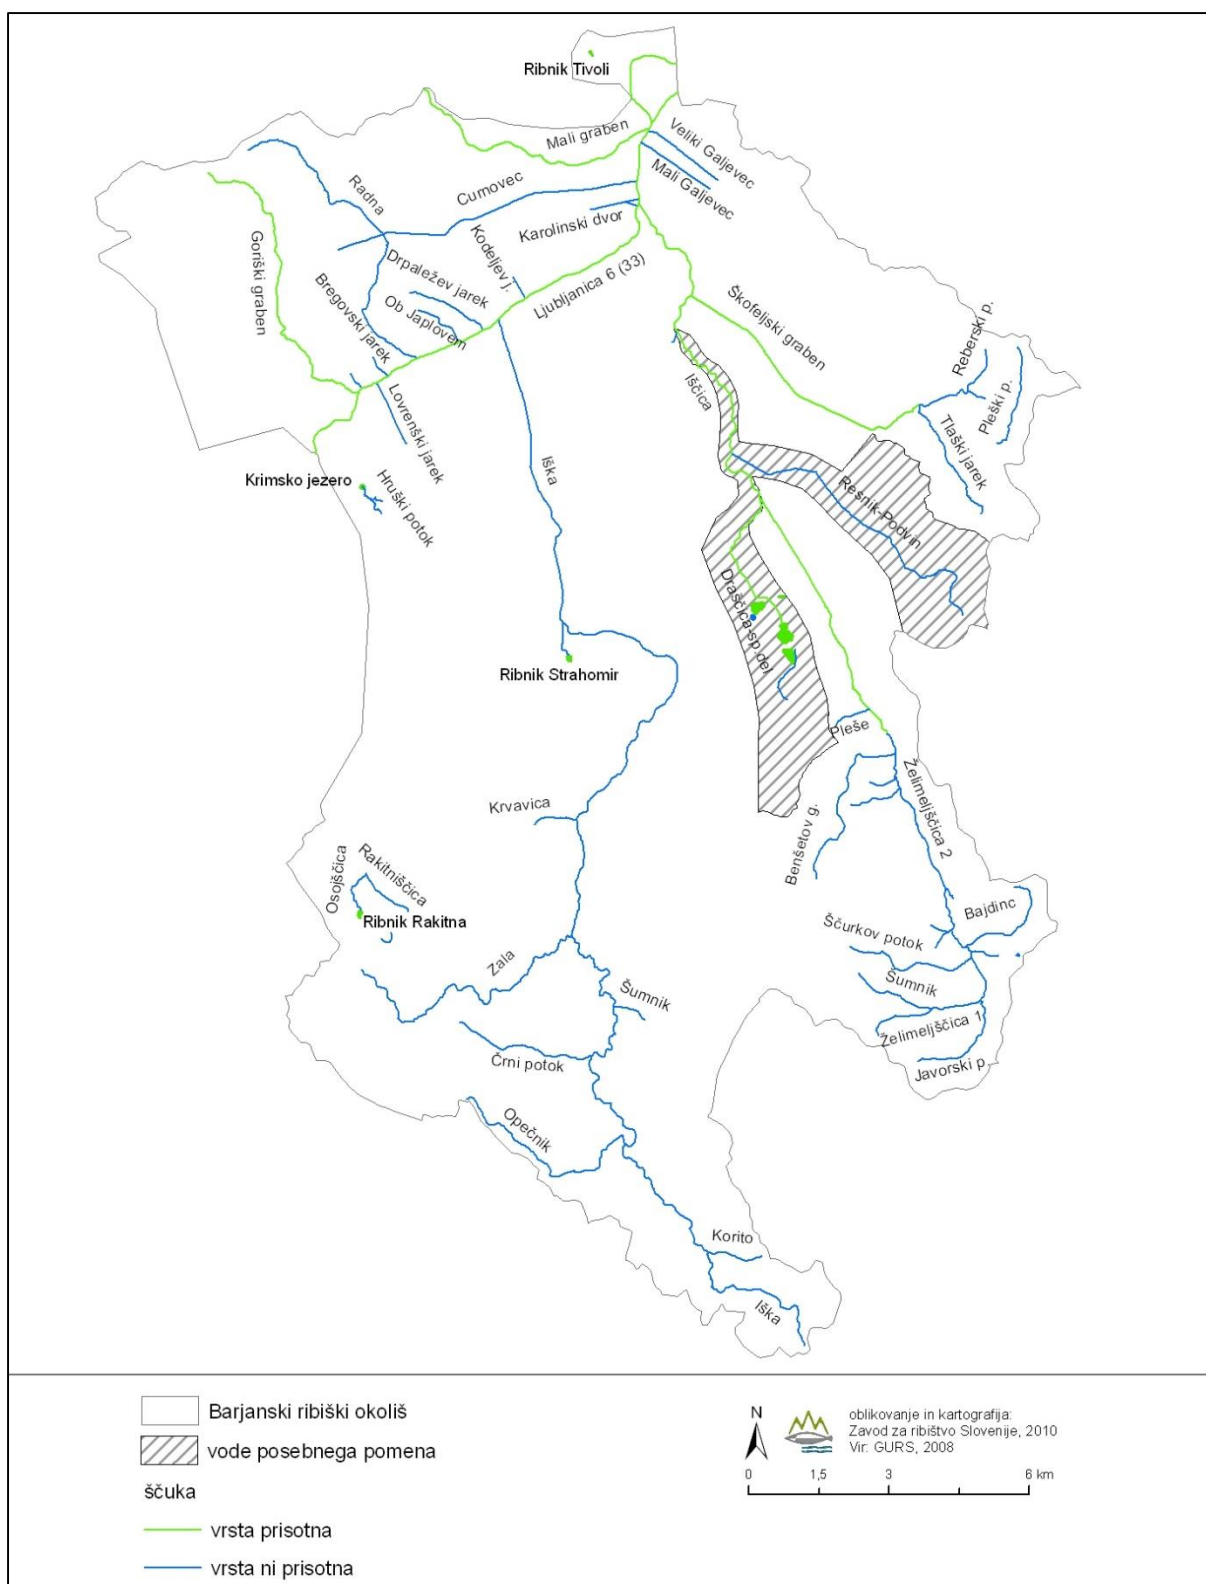 Ribnik Tivoli
Mali graben
Veliki Galjevec
Mali Galjevec
Radna
Cumovec
Karolinski dvor
Goriški graben
Kodeljev j.
Drpaležev jarek
Ljubljanica 6 (33)
Bregovski jarek
Ob Japlovem
Škofeljski graben
Reberski p.
Pleški p.
Iščica
Lovrenški jarek
Tlaški jarek
Iška
Krimsko jezero
Hruški potok
Resnik-Podvin
Draščica-sp.del
Ribnik Strahomir
Pleše
Želimeljščica 2
Krvavica
Benšetov g.
Osojščica
Rakitniščica
Ribnik Rakitna
Bajdinc
Ščurkov potok
Zala
Šumnik
Šumnik
Želimeljščica 1
Črni potok
Javorski p.
Opečnik
Korito
Iška
Barjanski ribiški okoliš
vode posebnega pomena
ščuka
vrsta prisotna
vrsta ni prisotna
N
oblikovanje in kartografija:
Zavod za ribištvo Slovenije, 2010
Vir: GURS, 2008
0 1,5 3 6 km